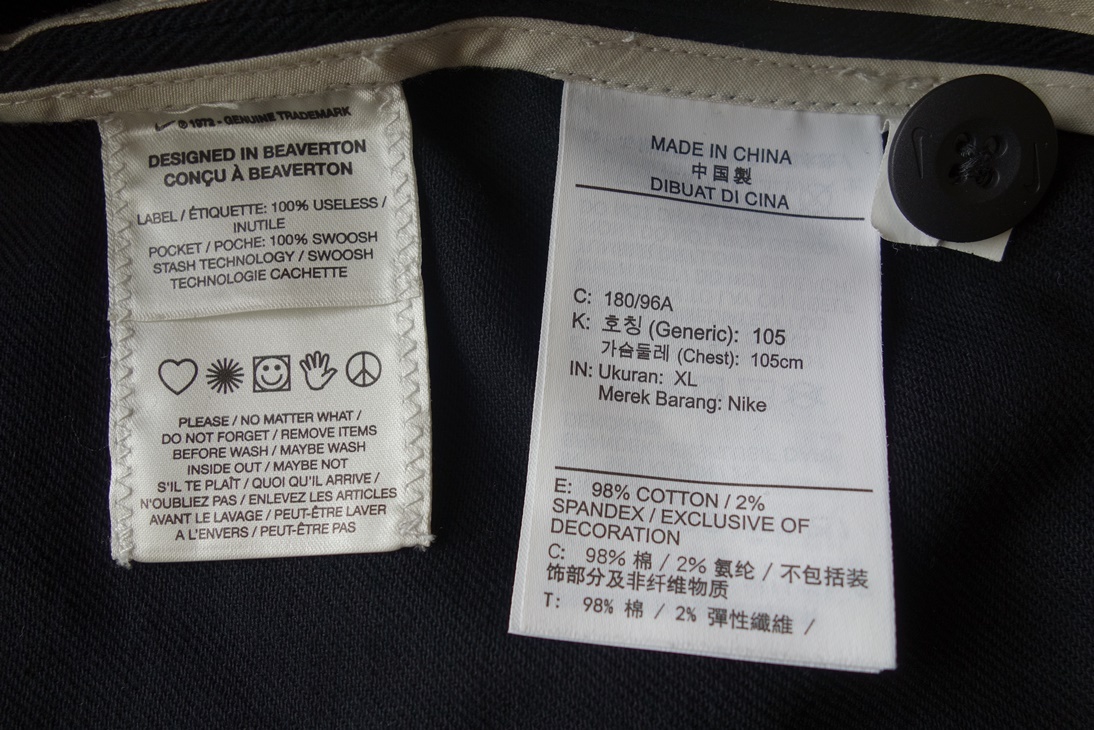 ® 1972 - GENUINE TRADEMARK
DESIGNED IN BEAVERTON
CONÇU À BEAVERTON
LABEL / ÉTIQUETTE: 100% USELESS /
INUTILE
POCKET / POCHE: 100% SWOOSH
STASH TECHNOLOGY / SWOOSH
TECHNOLOGIE CACHETTE
PLEASE / NO MATTER WHAT /
DO NOT FORGET / REMOVE ITEMS
BEFORE WASH / MAYBE WASH
INSIDE OUT / MAYBE NOT
S'IL TE PLAÎT / QUOI QU'IL ARRIVE /
N'OUBLIEZ PAS / ENLEVEZ LES ARTICLES
AVANT LE LAVAGE / PEUT-ÊTRE LAVER
A L'ENVERS / PEUT-ÊTRE PAS
MADE IN CHINA
中国製
DIBUAT DI CINA
C: 180/96A
K: 호칭 (Generic): 105
가슴둘레 (Chest): 105cm
IN: Ukuran: XL
Merek Barang: Nike
E: 98% COTTON / 2%
SPANDEX / EXCLUSIVE OF
DECORATION
C: 98% 棉 / 2% 氨纶 / 不包括装
饰部分及非纤维物质
T: 98% 棉 / 2% 彈性纖維 /